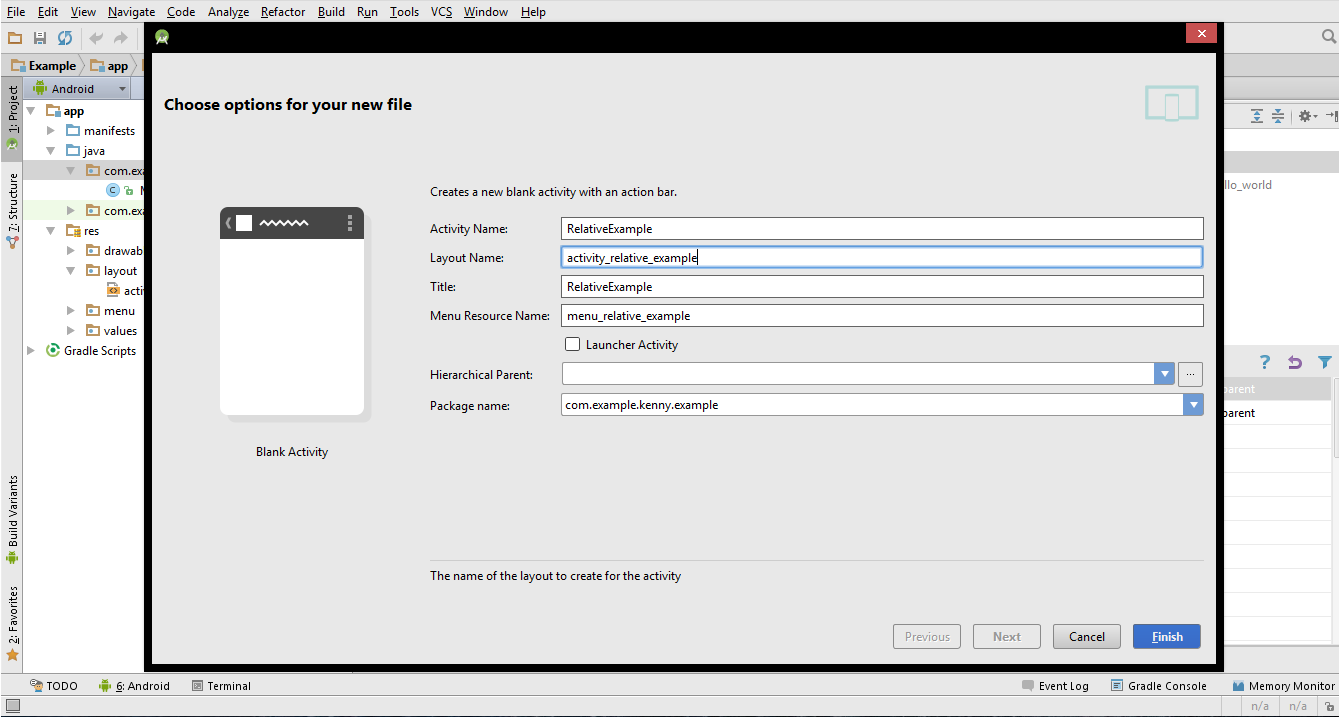 File Edit View Navigate Code Analyze Refactor Build Run Tools VCS Window Help
Example app
Android
1: Project
7: Structure
Build Variants
2: Favorites
app
manifests
java
com.exa
C
com.exa
res
drawab
layout
acti
menu
values
Gradle Scripts
Choose options for your new file
Creates a new blank activity with an action bar.
Activity Name: RelativeExample
Layout Name: activity_relative_example
Title: RelativeExample
Menu Resource Name: menu_relative_example
Launcher Activity
Hierarchical Parent: ...
Package name: com.example.kenny.example
Blank Activity
The name of the layout to create for the activity
Previous Next Cancel Finish
llo_world
?
parent
parent
TODO 6: Android Terminal Event Log Gradle Console Memory Monitor
n/a n/a